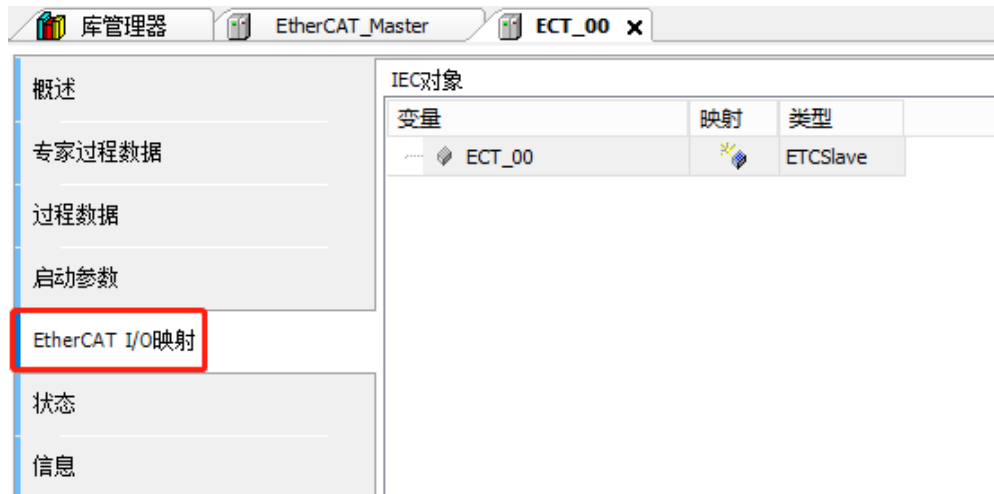 库管理器 EtherCAT_Master ECT_00 x
概述
专家过程数据
过程数据
启动参数
EtherCAT I/O映射
状态
信息
IEC对象
变量 映射 类型
ECT_00 ETCSlave